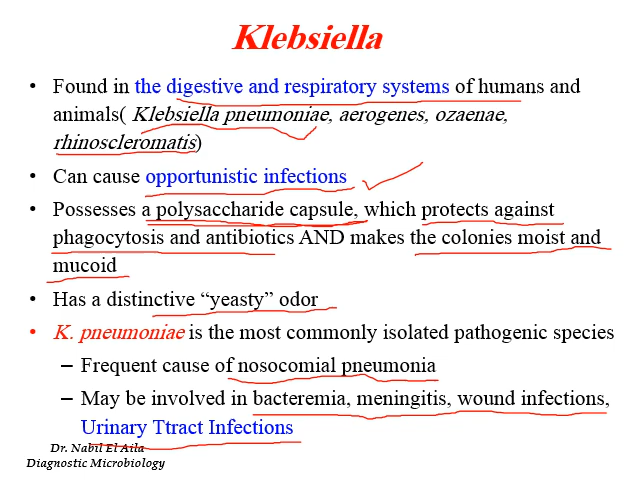 Klebsiella
• Found in the digestive and respiratory systems of humans and
animals( Klebsiella pneumoniae, aerogenes, ozaenae,
rhinoscleromatis)
• Can cause opportunistic infections
• Possesses a polysaccharide capsule, which protects against
phagocytosis and antibiotics AND makes the colonies moist and
mucoid
• Has a distinctive “yeasty” odor
• K. pneumoniae is the most commonly isolated pathogenic species
– Frequent cause of nosocomial pneumonia
– May be involved in bacteremia, meningitis, wound infections,
Urinary Ttract Infections
Dr. Nabil El Aila
Diagnostic Microbiology